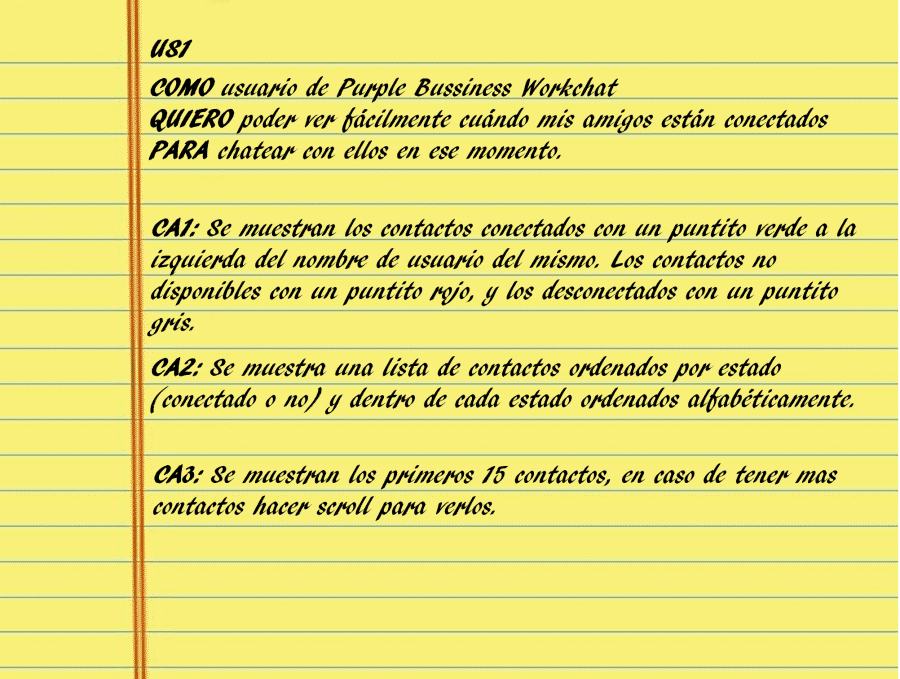 US1
COMO usuario de Purple Bussiness Workchat
QUIERO poder ver fácilmente cuándo mis amigos están conectados
PARA chatear con ellos en ese momento.
CA1: Se muestran los contactos conectados con un puntito verde a la
izquierda del nombre de usuario del mismo. Los contactos no
disponibles con un puntito rojo, y los desconectados con un puntito
gris.
CA2: Se muestra una lista de contactos ordenados por estado
(conectado o no) y dentro de cada estado ordenados alfabéticamente.
CA3: Se muestran los primeros 15 contactos, en caso de tener mas
contactos hacer scroll para verlos.